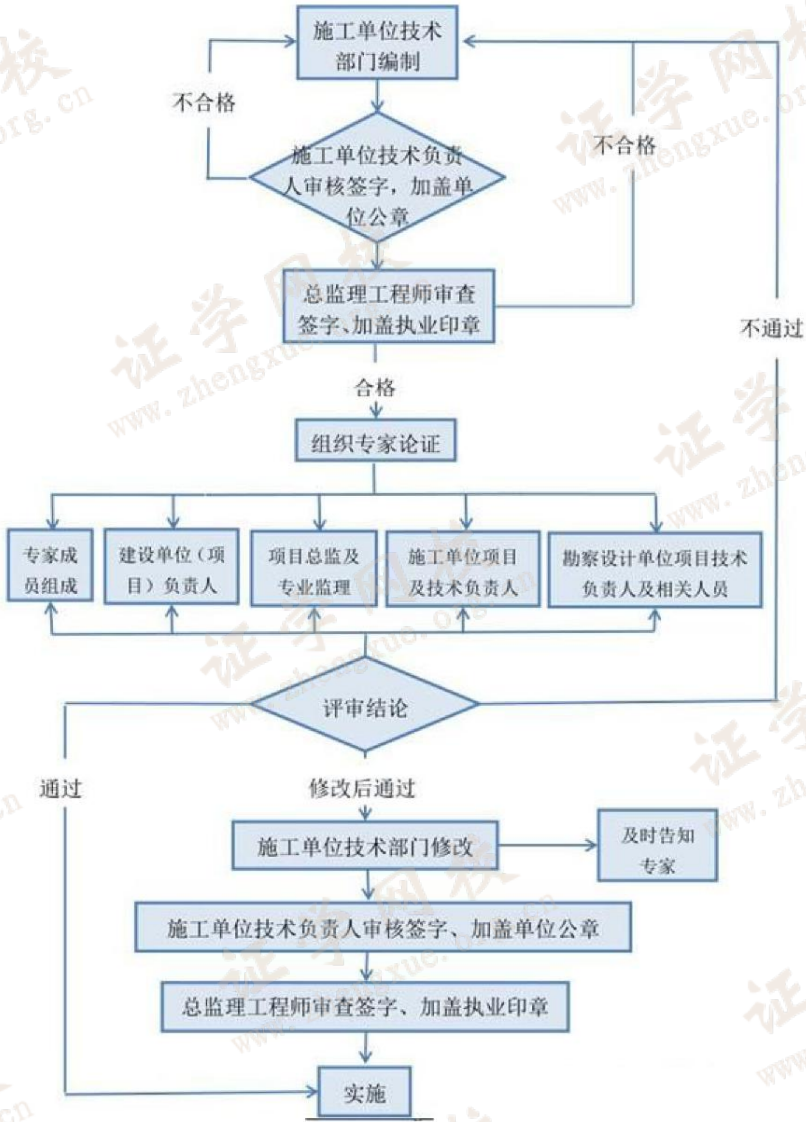 施工单位技术
部门编制
不合格
不合格
施工单位技术负责
人审核签字，加盖单
位公章
总监理工程师审查
签字、加盖执业印章
不通过
合格
组织专家论证
专家成
员组成
建设单位（项
目）负责人
项目总监及
专业监理
施工单位项目
及技术负责人
勘察设计单位项目技术
负责人及相关人员
评审结论
通过
修改后通过
施工单位技术部门修改
及时告知
专家
施工单位技术负责人审核签字、加盖单位公章
总监理工程师审查签字、加盖执业印章
实施
证学网校
www.zhengxue.org.cn